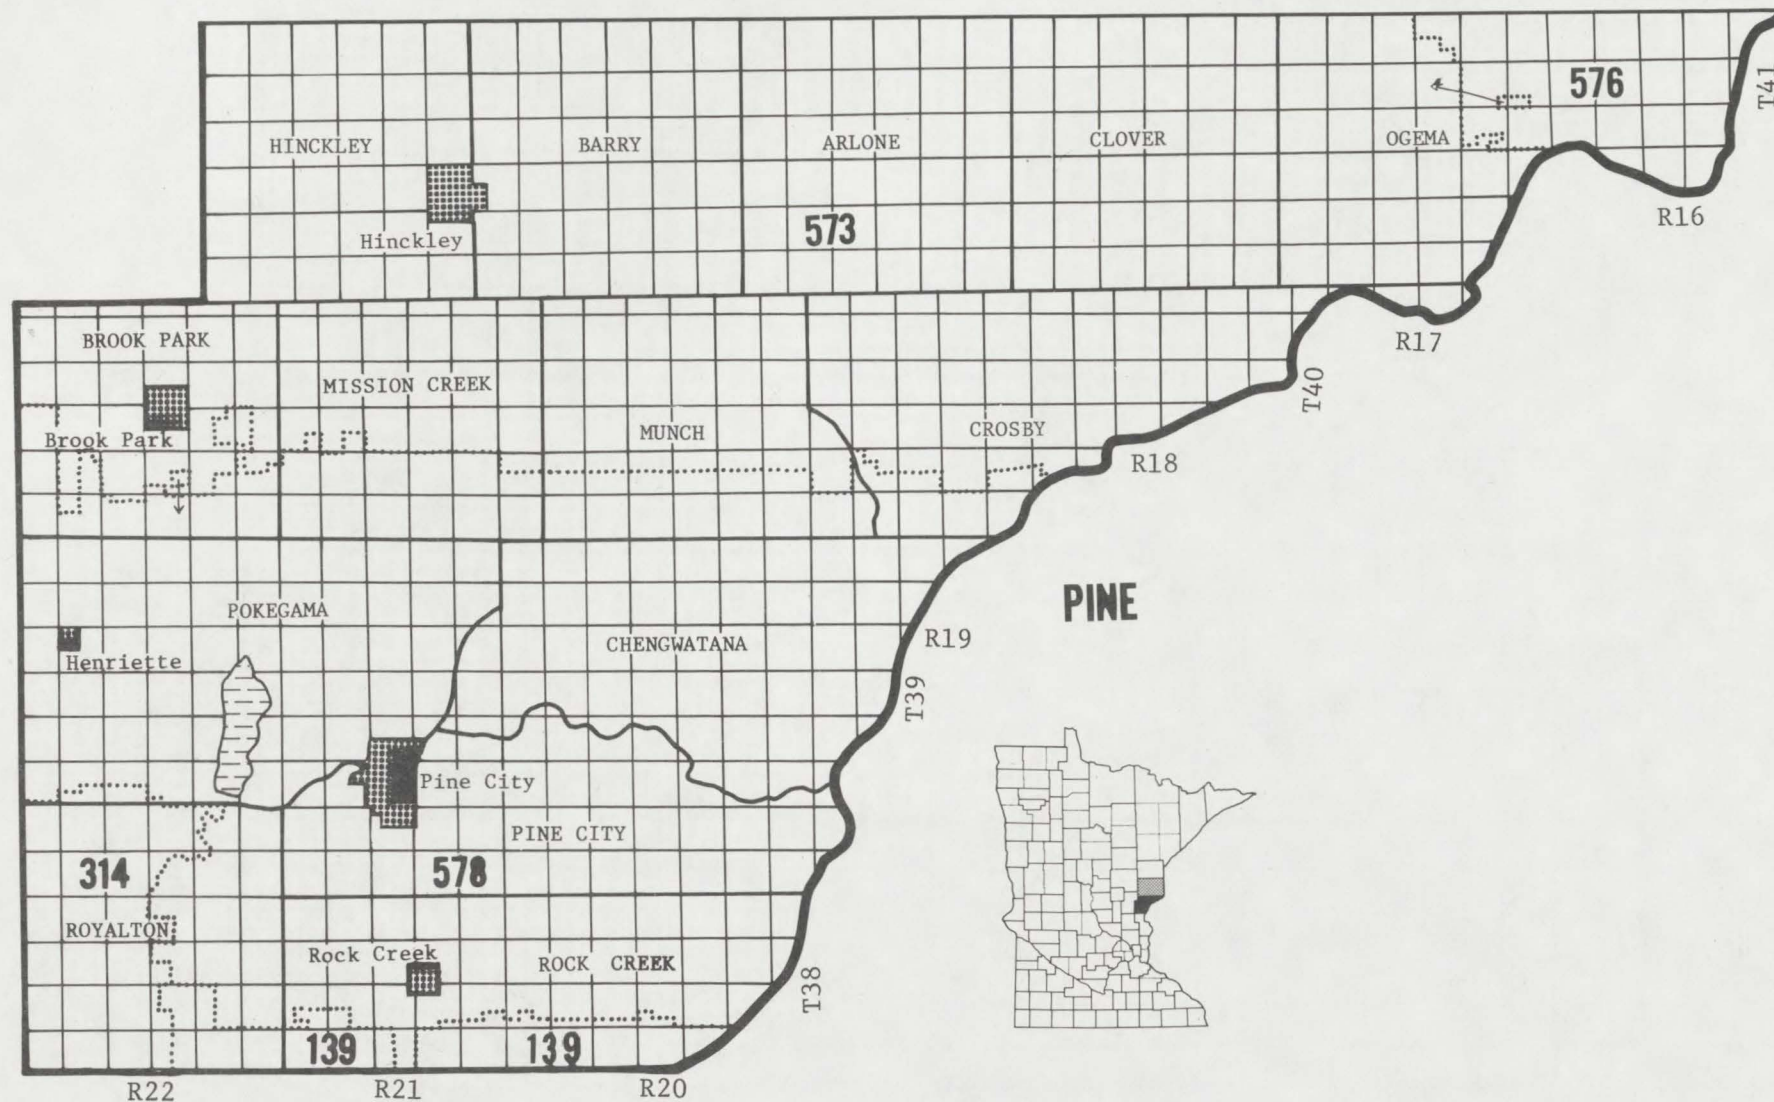 576
T41
HINCKLEY
BARRY
ARLONE
CLOVER
OGEMA
R16
573
Hinckley
BROOK PARK
R17
MISSION CREEK
T40
Brook Park
MUNCH
CROSBY
R18
POKEGAMA
PINE
Henriette
CHENGWATANA
R19
T39
Pine City
PINE CITY
314
578
ROYALTON
Rock Creek
ROCK CREEK
T38
139
139
R22
R21
R20